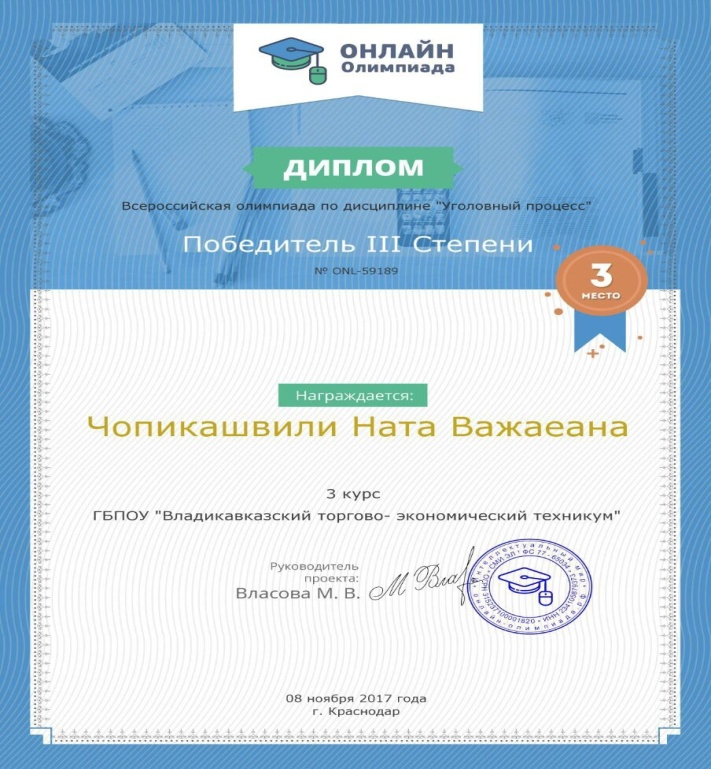 ОНЛАЙН
Олимпиада
ДИПЛОМ
Всероссийская олимпиада по дисциплине "Уголовный процесс"
Победитель III Степени
№ ONL-59189
3
МЕСТО
Награждается:
Чопикашвили Ната Важаеана
3 курс
ГБПОУ "Владикавказский торгово- экономический техникум"
Руководитель
проекта:
Власова М. В.
08 ноября 2017 года
г. Краснодар